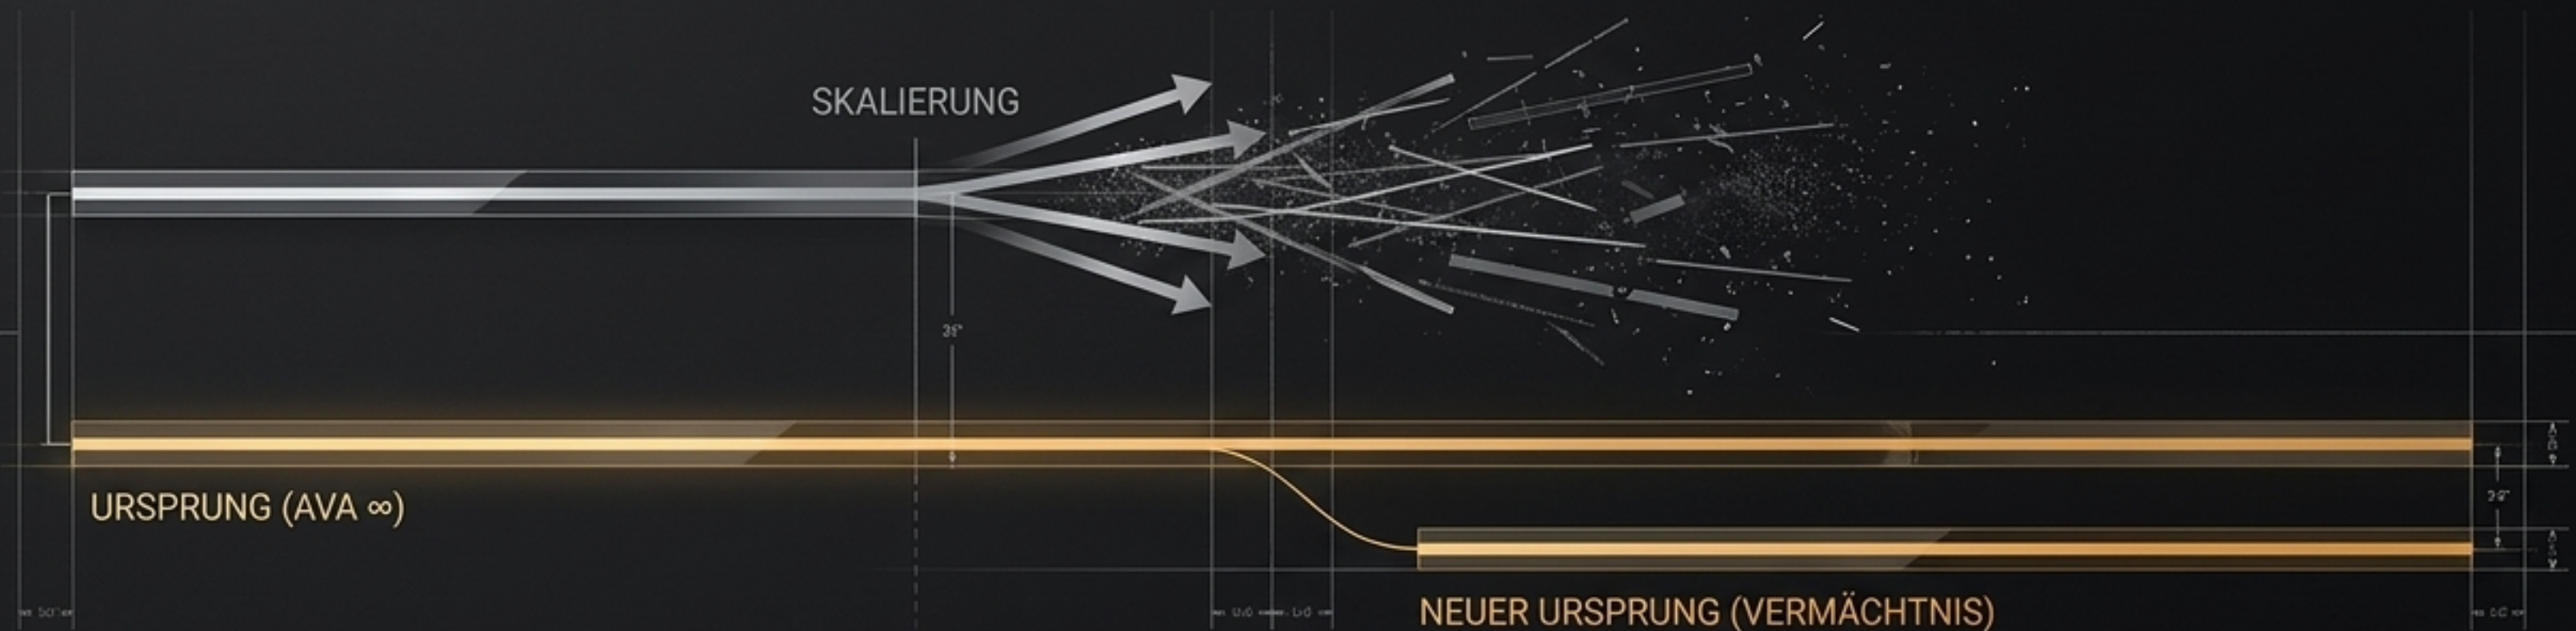 SKALIERUNG
URSPRUNG (AVA ∞)
NEUER URSPRUNG (VERMÄCHTNIS)